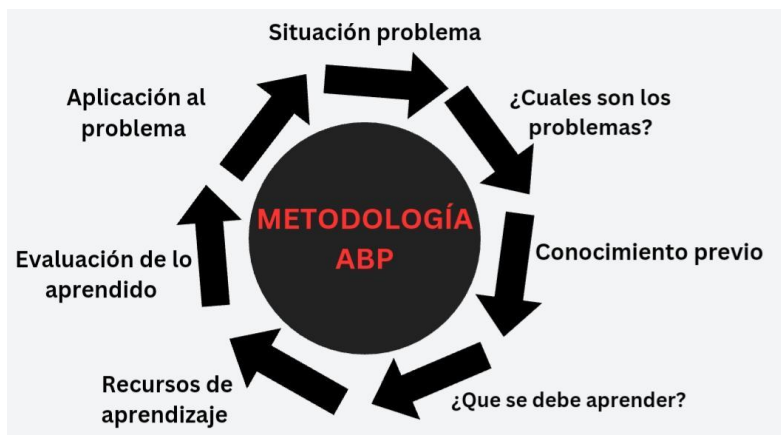 Situación problema
¿Cuales son los
problemas?
Conocimiento previo
¿Que se debe aprender?
Recursos de
aprendizaje
Evaluación de lo
aprendido
Aplicación al
problema
METODOLOGÍA
ABP